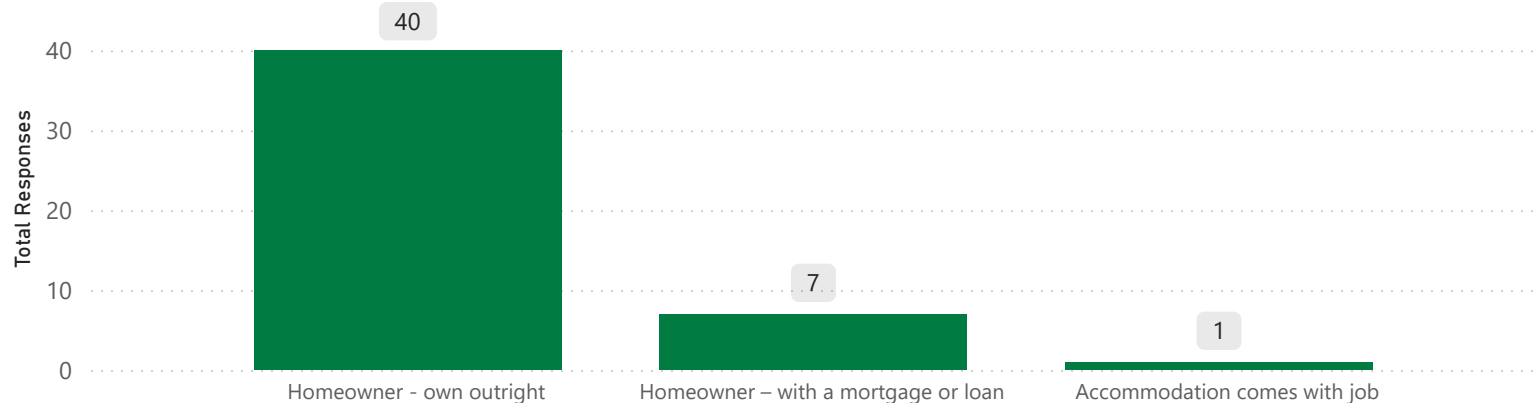 40
40
30
20
10
0
Total Responses
7
1
Homeowner - own outright
Homeowner – with a mortgage or loan
Accommodation comes with job